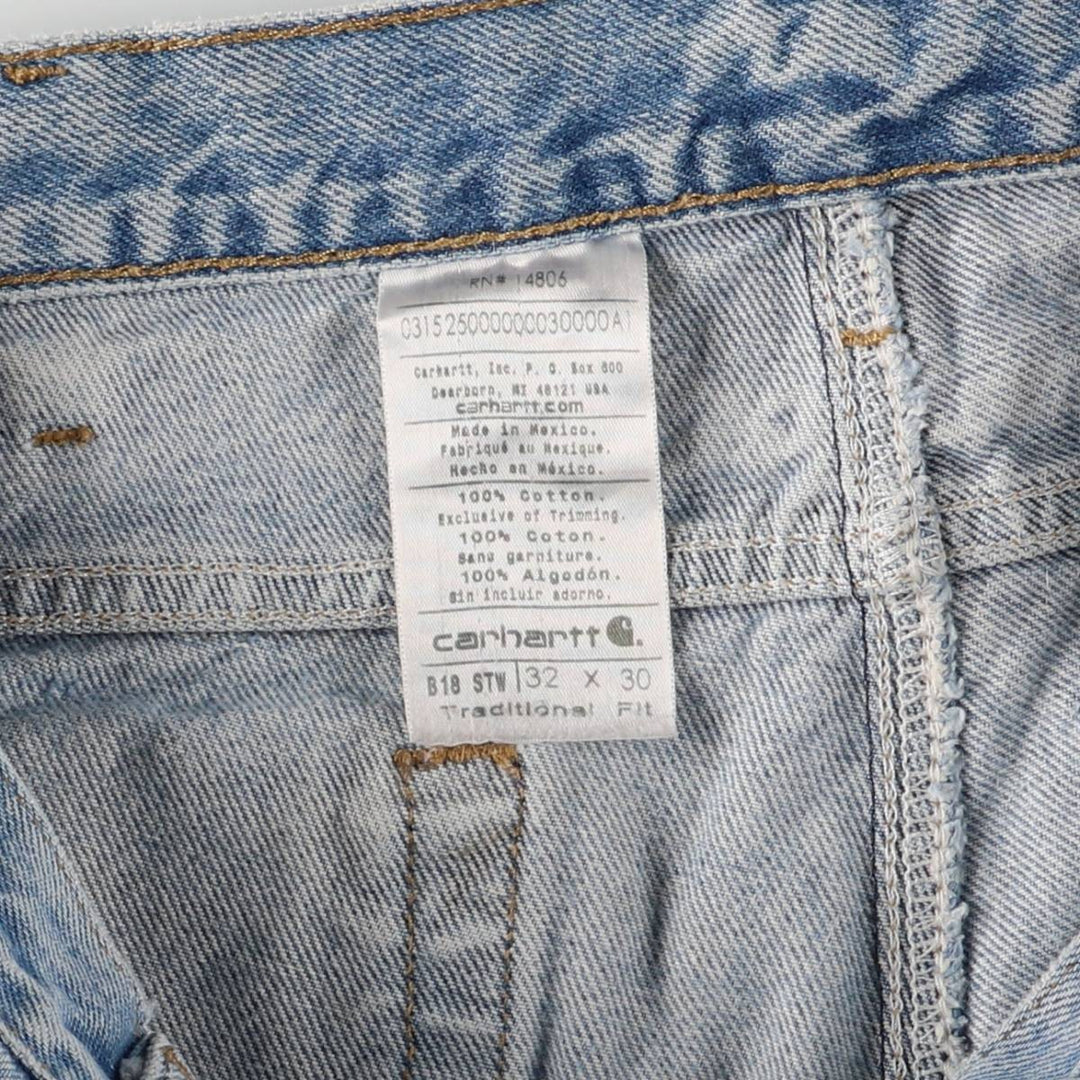 RN# 14806
031525000000030000A1
Carhartt, Inc. P. O. Box 600
Dearborn, MI 48121 USA
carhartt.com
Made in Mexico.
Fabriqué au Mexique.
Hecho en México.
100% Cotton.
Exclusive of Trimming.
100% Coton.
Sans garniture.
100% Algodón.
Sin incluir adorno.
carhartt
B18 STW 32 x 30
Traditional Fit